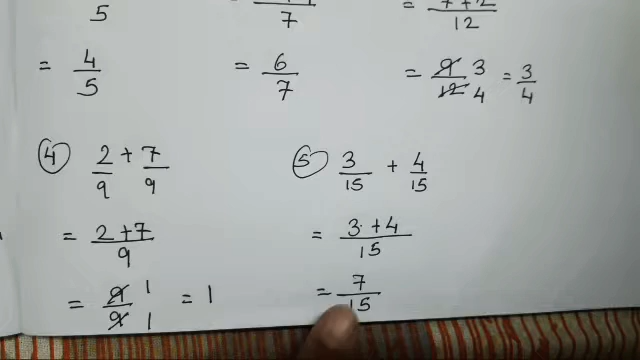 5
7
= 7+2/12
= 4/5
= 6/7
= 9/12 3/4 = 3/4
④ 2/9 + 7/9
⑤ 3/15 + 4/15
= 2+7/9
= 3+4/15
= 9/9 1/1 = 1
= 7/15